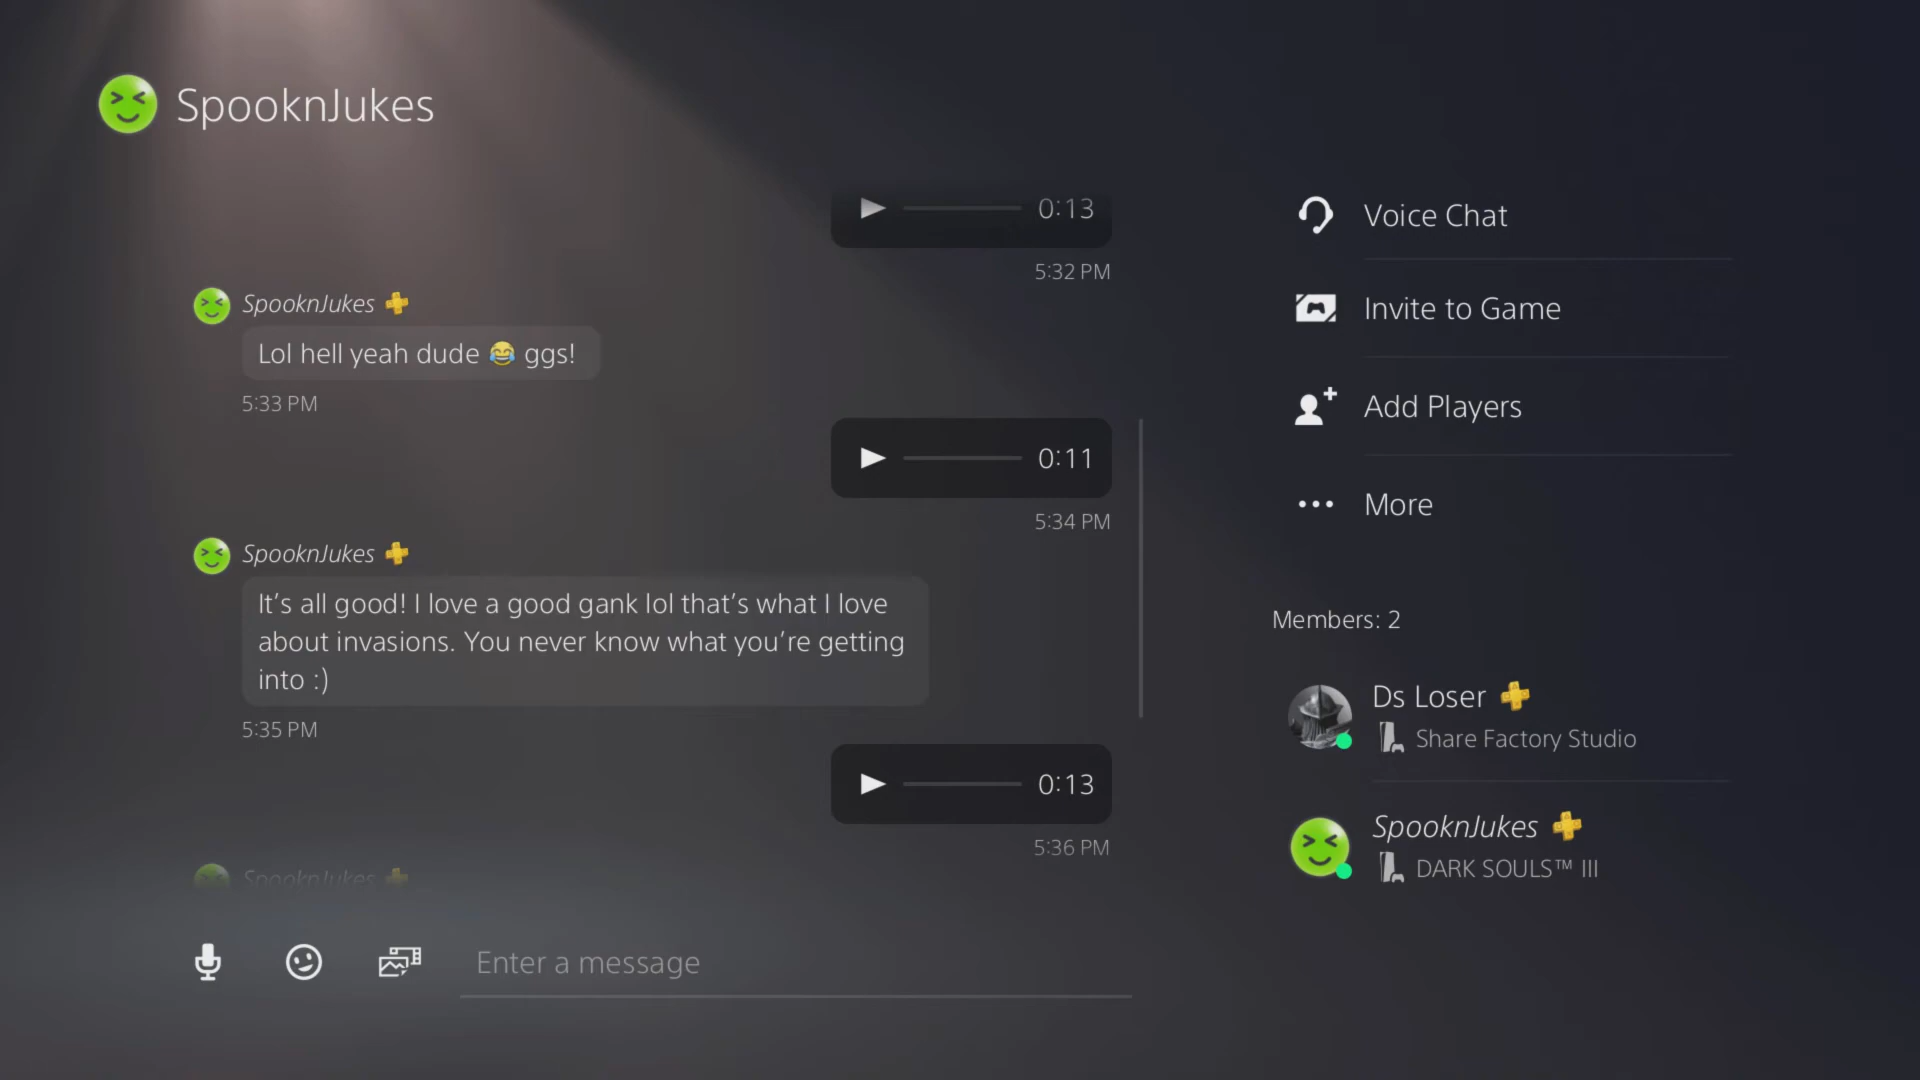 SpooknJukes
0:13
5:32 PM
SpooknJukes
Lol hell yeah dude 😂 ggs!
5:33 PM
0:11
5:34 PM
SpooknJukes
It's all good! I love a good gank lol that's what I love
about invasions. You never know what you're getting
into :)
5:35 PM
0:13
5:36 PM
SpooknJukes
Enter a message
Voice Chat
Invite to Game
Add Players
More
Members: 2
Ds Loser
Share Factory Studio
SpooknJukes
DARK SOULS™ III